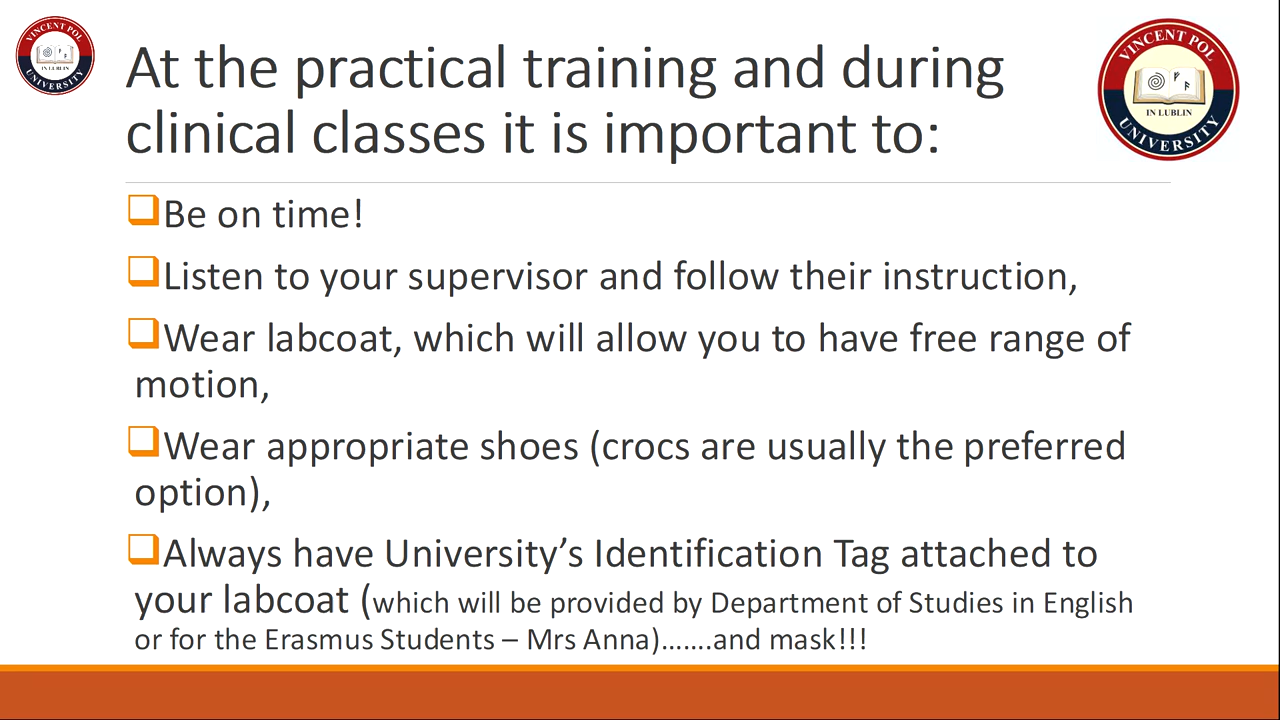 VINCENT POL
IN LUBLIN
UNIVERSITY
At the practical training and during
clinical classes it is important to:
VINCENT POL
IN LUBLIN
UNIVERSITY
Be on time!
Listen to your supervisor and follow their instruction,
Wear labcoat, which will allow you to have free range of
motion,
Wear appropriate shoes (crocs are usually the preferred
option),
Always have University’s Identification Tag attached to
your labcoat (which will be provided by Department of Studies in English
or for the Erasmus Students – Mrs Anna)…….and mask!!!